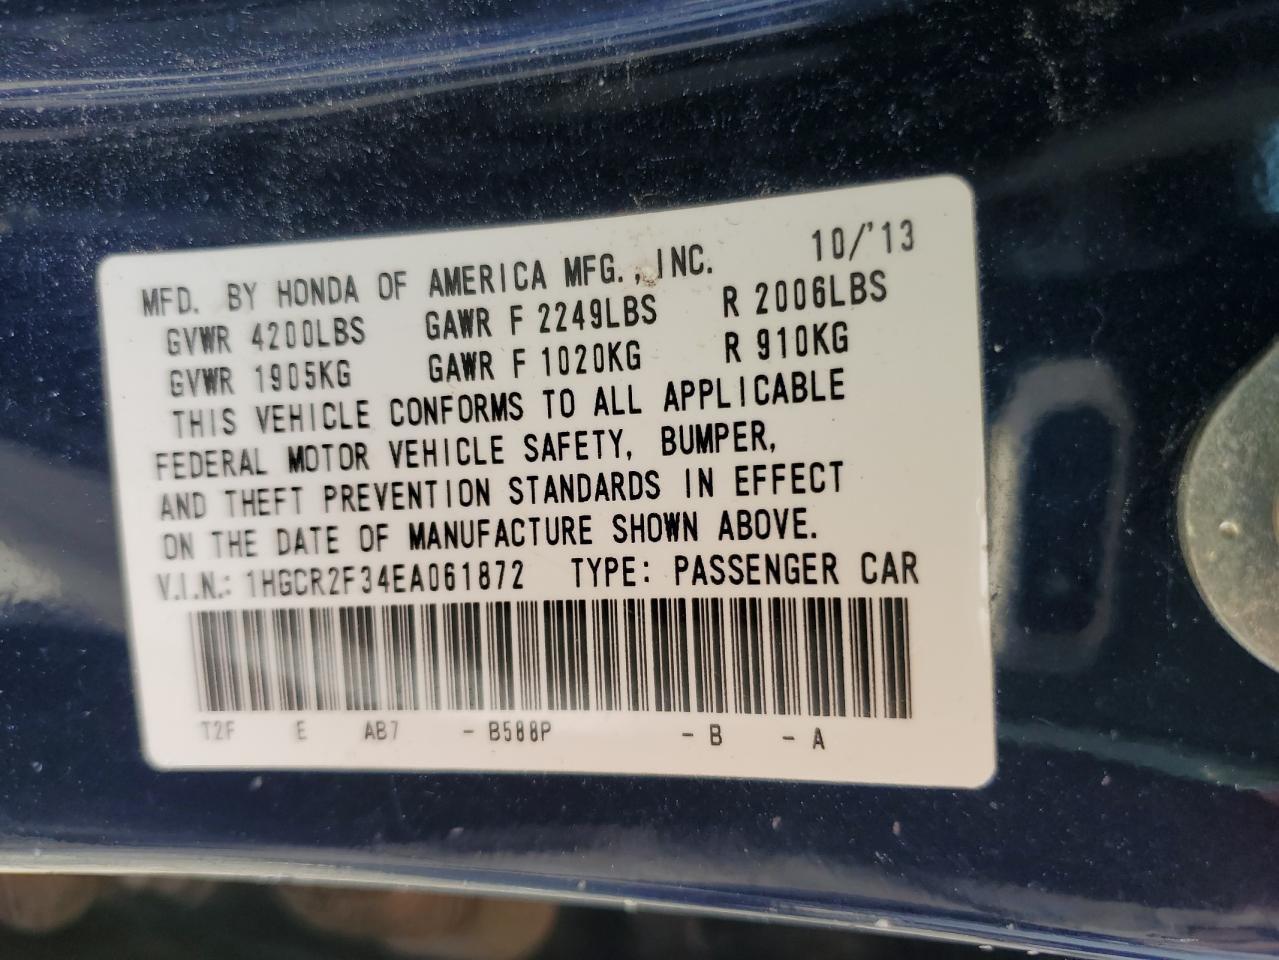 MFD. BY HONDA OF AMERICA MFG., INC. 10/'13
GVWR 4200LBS GAWR F 2249LBS R 2006LBS
GVWR 1905KG GAWR F 1020KG R 910KG
THIS VEHICLE CONFORMS TO ALL APPLICABLE
FEDERAL MOTOR VEHICLE SAFETY, BUMPER,
AND THEFT PREVENTION STANDARDS IN EFFECT
ON THE DATE OF MANUFACTURE SHOWN ABOVE.
V.I.N.: 1HGCR2F34EA061872 TYPE: PASSENGER CAR
T2F E AB7 - B588P - B - A